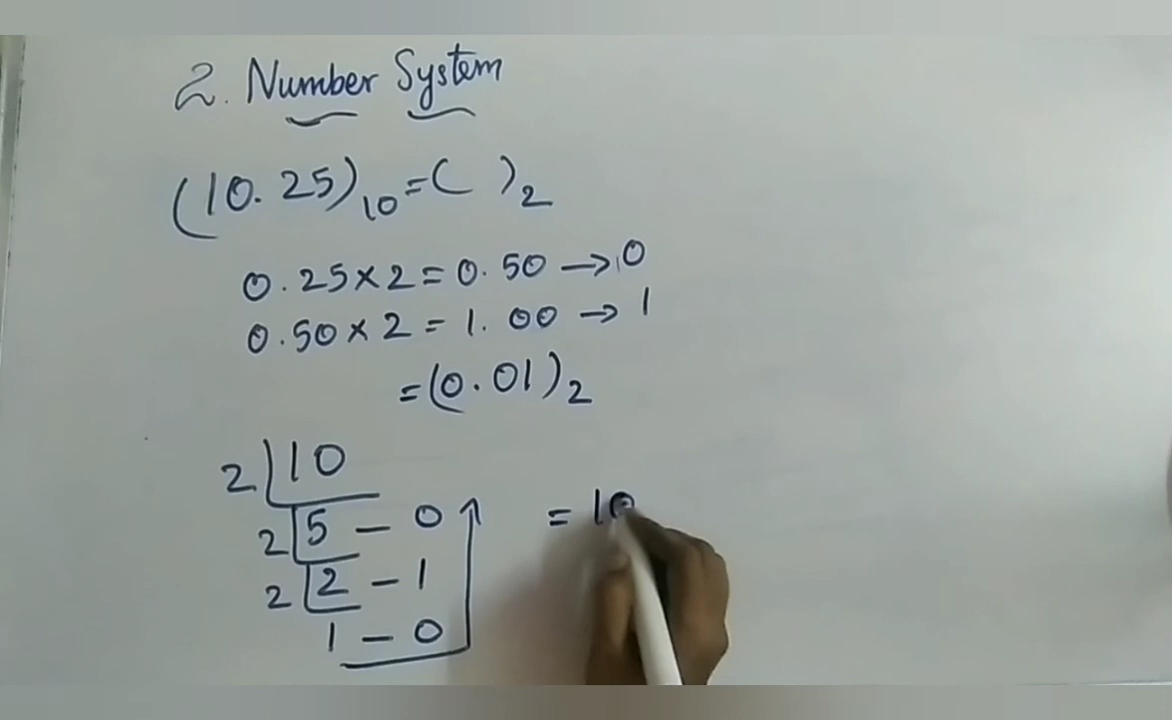 2. Number System
(10.25)10 = ( )2
0.25×2 = 0.50 → 0
0.50×2 = 1.00 → 1
= (0.01)2
2 | 10
2 | 5 – 0
2 | 2 – 1
1 – 0
= 10